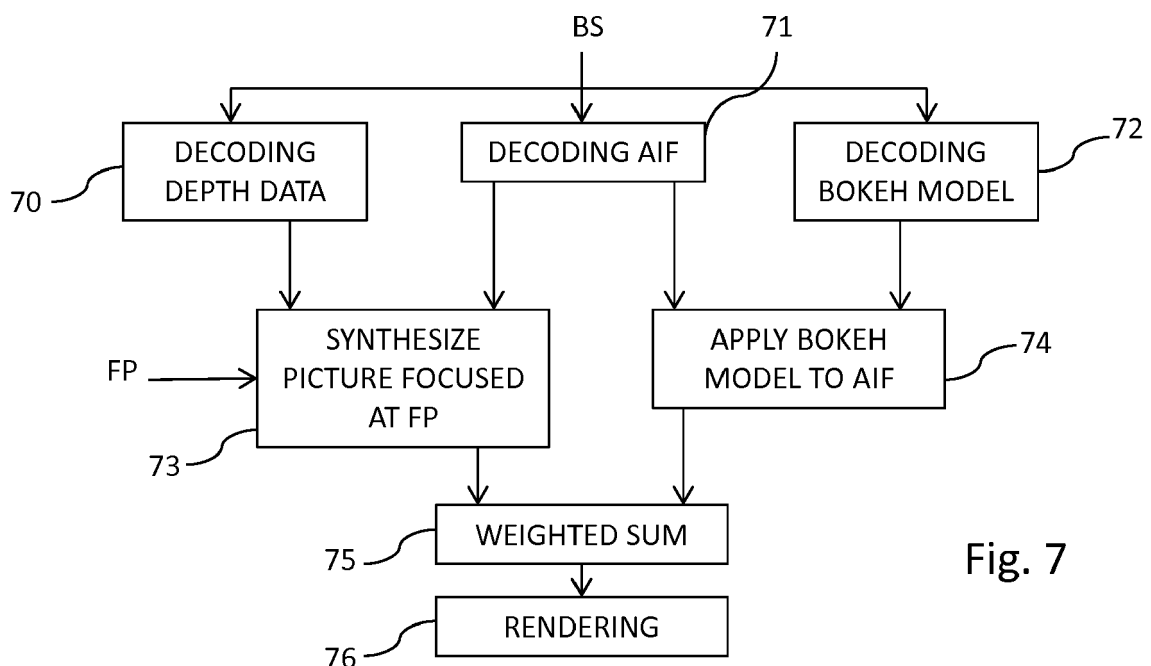 BS
71
DECODING
DEPTH DATA
70
DECODING AIF
DECODING
BOKEH MODEL
72
FP
SYNTHESIZE
PICTURE FOCUSED
AT FP
73
APPLY BOKEH
MODEL TO AIF
74
WEIGHTED SUM
75
RENDERING
76
Fig. 7